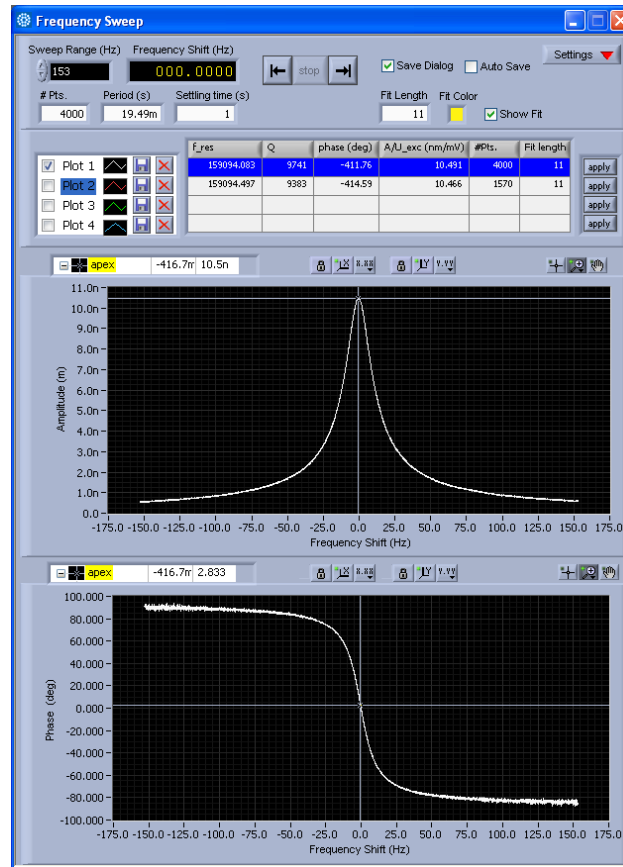 Frequency Sweep
Sweep Range (Hz) Frequency Shift (Hz)
153 000.0000 stop Save Dialog Auto Save Settings
# Pts. Period (s) Settling time (s) Fit Length Fit Color
4000 19.49m 1 11 Show Fit
f_res Q phase (deg) A/U_exc (nm/mV) #Pts. Fit length
Plot 1 159094.083 9741 -411.76 10.491 4000 11 apply
Plot 2 159094.497 9383 -414.59 10.466 1570 11 apply
Plot 3 apply
Plot 4 apply
apex -416.7m 10.5n X X.XX Y Y.YY
11.0n
10.0n
9.0n
8.0n
7.0n
6.0n
5.0n
4.0n
3.0n
2.0n
1.0n
0.0
Amplitude (m)
-175.0 -150.0 -125.0 -100.0 -75.0 -50.0 -25.0 0.0 25.0 50.0 75.0 100.0 125.0 150.0 175.0
Frequency Shift (Hz)
apex -416.7m 2.833 X X.XX Y Y.YY
100.000
80.000
60.000
40.000
20.000
0.000
-20.000
-40.000
-60.000
-80.000
-100.000
Phase (deg)
-175.0 -150.0 -125.0 -100.0 -75.0 -50.0 -25.0 0.0 25.0 50.0 75.0 100.0 125.0 150.0 175.0
Frequency Shift (Hz)